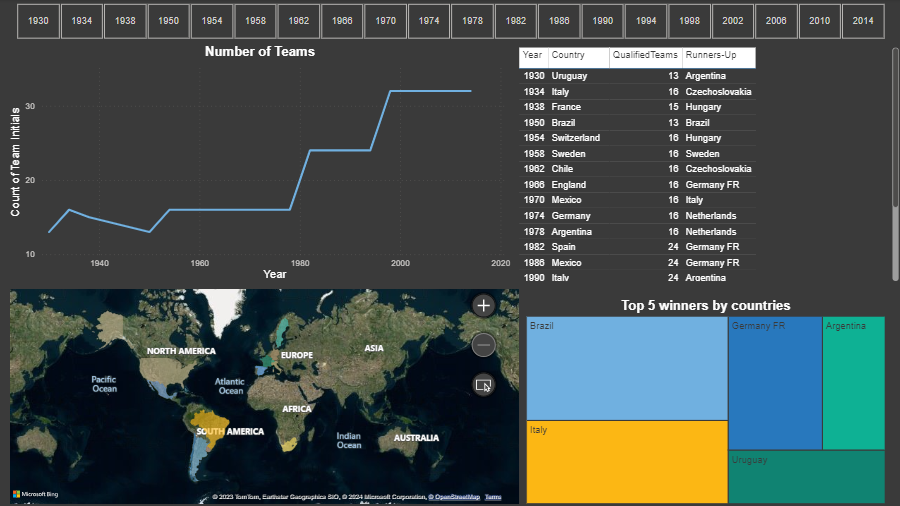 1930 1934 1938 1950 1954 1958 1962 1966 1970 1974 1978 1982 1986 1990 1994 1998 2002 2006 2010 2014
Number of Teams
Count of Team Initials
30
20
10
1940 1960 1980 2000 2020
Year
Year Country QualifiedTeams Runners-Up
1930 Uruguay 13 Argentina
1934 Italy 16 Czechoslovakia
1938 France 15 Hungary
1950 Brazil 13 Brazil
1954 Switzerland 16 Hungary
1958 Sweden 16 Sweden
1962 Chile 16 Czechoslovakia
1966 England 16 Germany FR
1970 Mexico 16 Italy
1974 Germany 16 Netherlands
1978 Argentina 16 Netherlands
1982 Spain 24 Germany FR
1986 Mexico 24 Germany FR
1990 Italy 24 Argentina
NORTH AMERICA
EUROPE
ASIA
Pacific
Ocean
Atlantic
Ocean
AFRICA
SOUTH AMERICA
Indian
Ocean
AUSTRALIA
Microsoft Bing
© 2023 TomTom, Earthstar Geographics SIO, © 2024 Microsoft Corporation, © OpenStreetMap Terms
Top 5 winners by countries
Brazil
Germany FR
Argentina
Italy
Uruguay